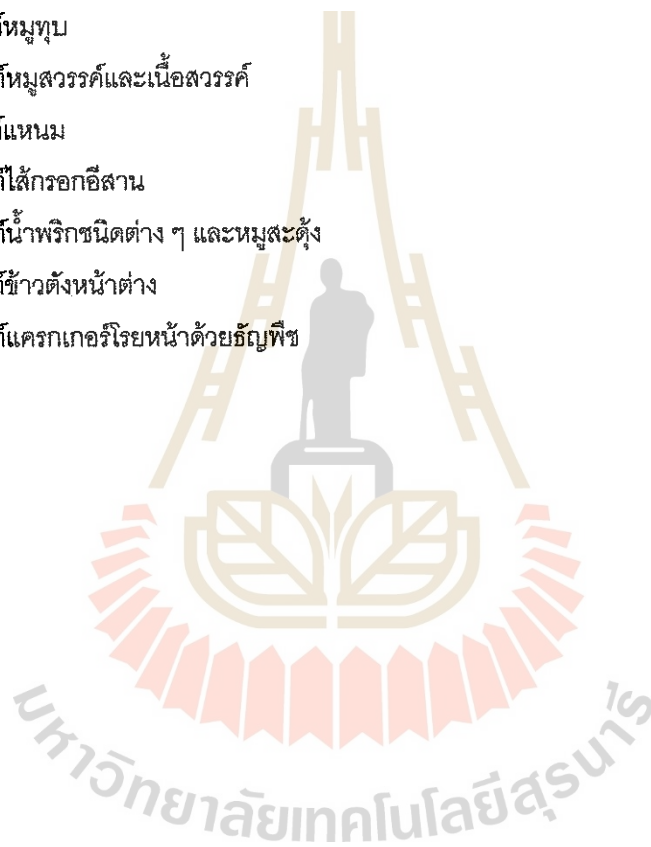 หมูทุบ
หมูสวรรค์และเนื้อสวรรค์
แหนม
ไส้กรอกอีสาน
น้ำพริกชนิดต่าง ๆ และหมูสะดุ้ง
ข้าวตังหน้าต่าง
แครกเกอร์โรยหน้าด้วยธัญพืช
มหาวิทยาลัยเทคโนโลยีสุรนารี